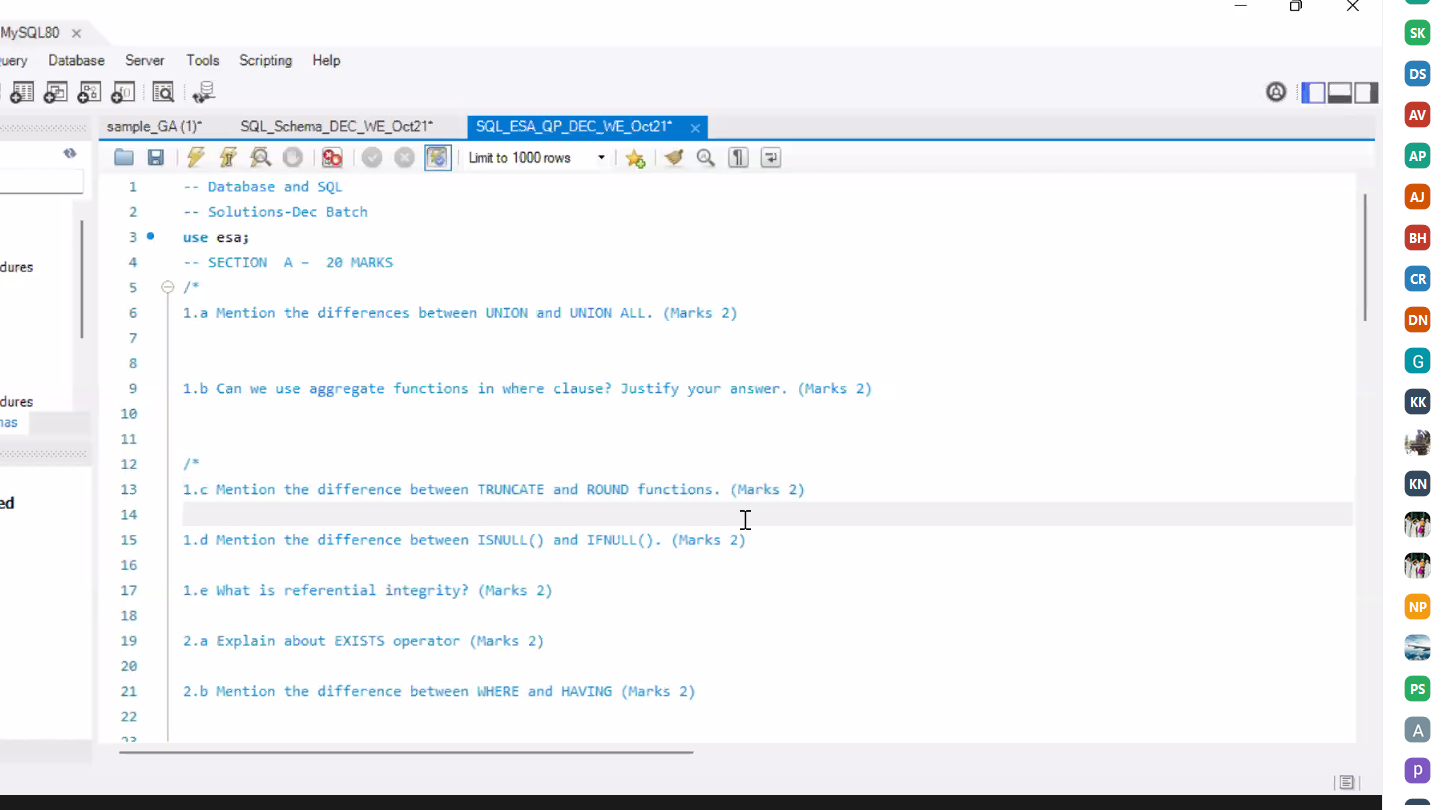 MySQL80
uery Database Server Tools Scripting Help
sample_GA (1)* SQL_Schema_DEC_WE_Oct21* SQL_ESA_QP_DEC_WE_Oct21*
Limit to 1000 rows
1 -- Database and SQL
2 -- Solutions-Dec Batch
3 use esa;
4 -- SECTION A – 20 MARKS
5 /*
6 1.a Mention the differences between UNION and UNION ALL. (Marks 2)
7
8
9 1.b Can we use aggregate functions in where clause? Justify your answer. (Marks 2)
10
11
12 /*
13 1.c Mention the difference between TRUNCATE and ROUND functions. (Marks 2)
14
15 1.d Mention the difference between ISNULL() and IFNULL(). (Marks 2)
16
17 1.e What is referential integrity? (Marks 2)
18
19 2.a Explain about EXISTS operator (Marks 2)
20
21 2.b Mention the difference between WHERE and HAVING (Marks 2)
22
23
dures
dures
nas
ed
SK
DS
AV
AP
AJ
BH
CR
DN
G
KK
KN
NP
PS
A
p